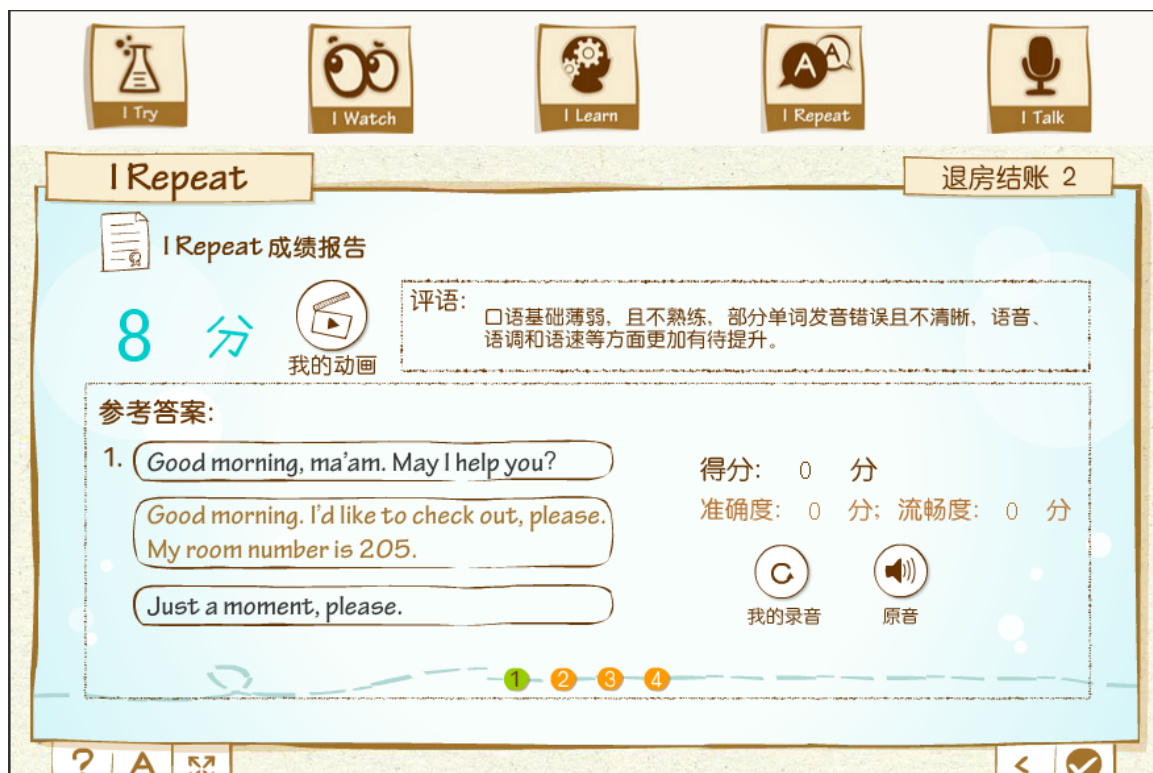 I Try
I Watch
I Learn
I Repeat
I Talk
I Repeat
退房结账 2
I Repeat 成绩报告
8 分
我的动画
评语:
口语基础薄弱，且不熟练，部分单词发音错误且不清晰，语音、
语调和语速等方面更加有待提升。
参考答案:
1.
Good morning, ma'am. May I help you?
Good morning. I'd like to check out, please.
My room number is 205.
Just a moment, please.
得分: 0 分
准确度: 0 分; 流畅度: 0 分
我的录音
原音
1 2 3 4
? A
<